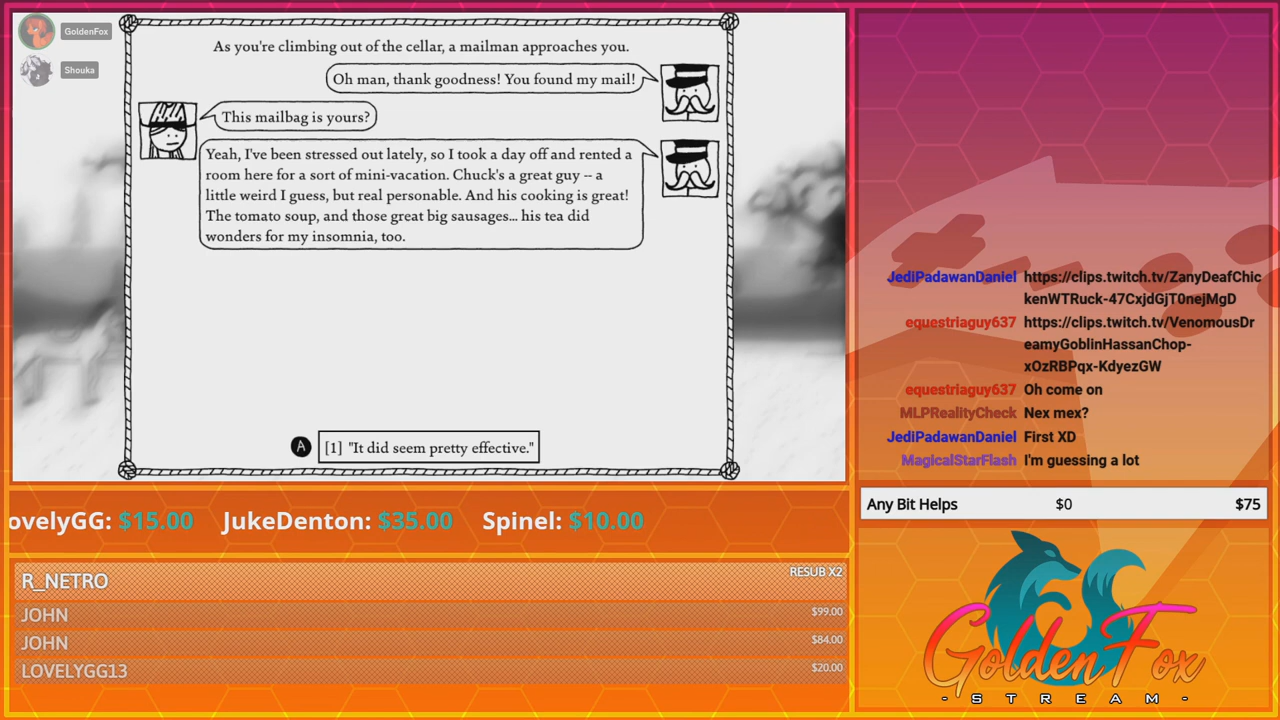 GoldenFox
Shouka
As you're climbing out of the cellar, a mailman approaches you.
Oh man, thank goodness! You found my mail!
This mailbag is yours?
Yeah, I've been stressed out lately, so I took a day off and rented a
room here for a sort of mini-vacation. Chuck's a great guy -- a
little weird I guess, but real personable. And his cooking is great!
The tomato soup, and those great big sausages... his tea did
wonders for my insomnia, too.
A [1] "It did seem pretty effective."
JediPadawanDaniel https://clips.twitch.tv/ZanyDeafChic
kenWTRuck-47CxjdGjT0nejMgD
equestriaguy637 https://clips.twitch.tv/VenomousDr
eamyGoblinHassanChop-
xOzRBPqx-KdyezGW
equestriaguy637 Oh come on
MLPRealityCheck Nex mex?
JediPadawanDaniel First XD
MagicalStarFlash I'm guessing a lot
Any Bit Helps $0 $75
ovelyGG: $15.00 JukeDenton: $35.00 Spinel: $10.00
R_NETRO RESUB X2
JOHN $99.00
JOHN $84.00
LOVELYGG13 $20.00
GoldenFox
- STREAM -